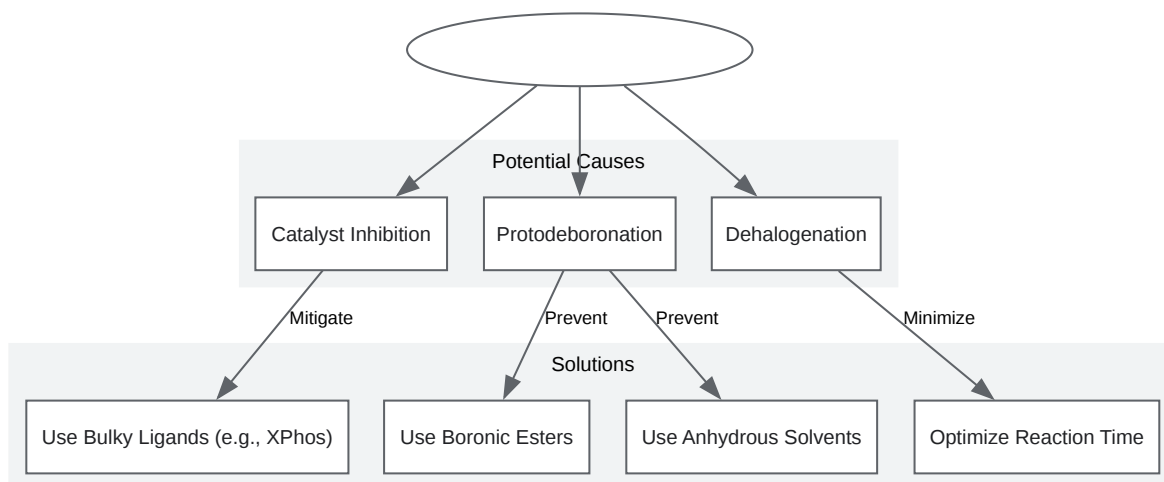 Potential Causes
Catalyst Inhibition
Protodeboronation
Dehalogenation
Mitigate
Prevent
Prevent
Minimize
Solutions
Use Bulky Ligands (e.g., XPhos)
Use Boronic Esters
Use Anhydrous Solvents
Optimize Reaction Time